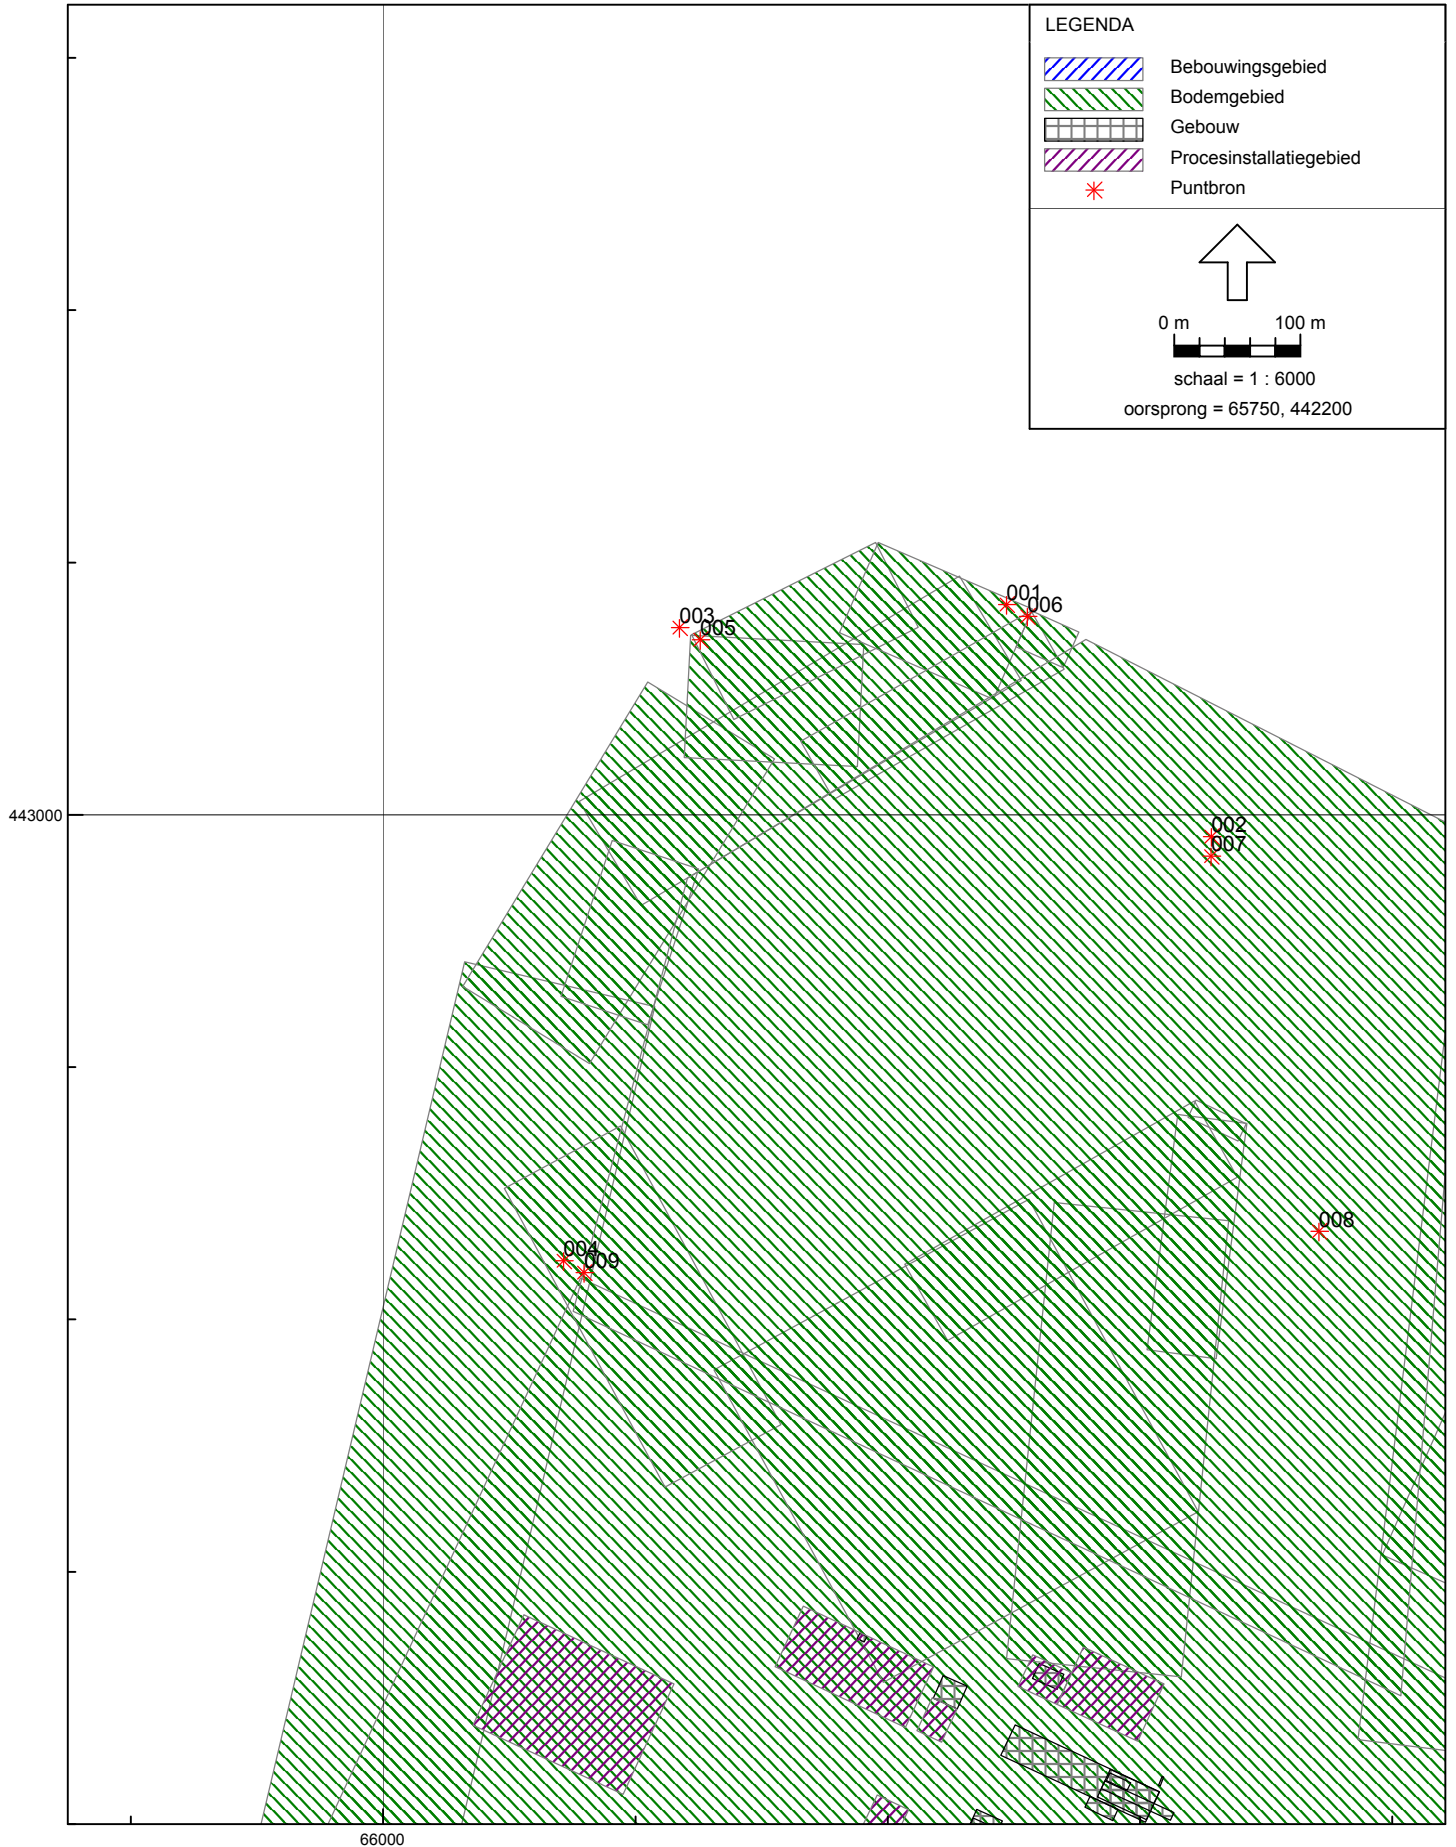 LEGENDA
Bebouwingsgebied
Bodemgebied
Gebouw
Procesinstallatiegebied
Puntbron
0 m 100 m
schaal = 1 : 6000
oorsprong = 65750, 442200
001
006
003
005
443000
002
007
008
004
009
66000